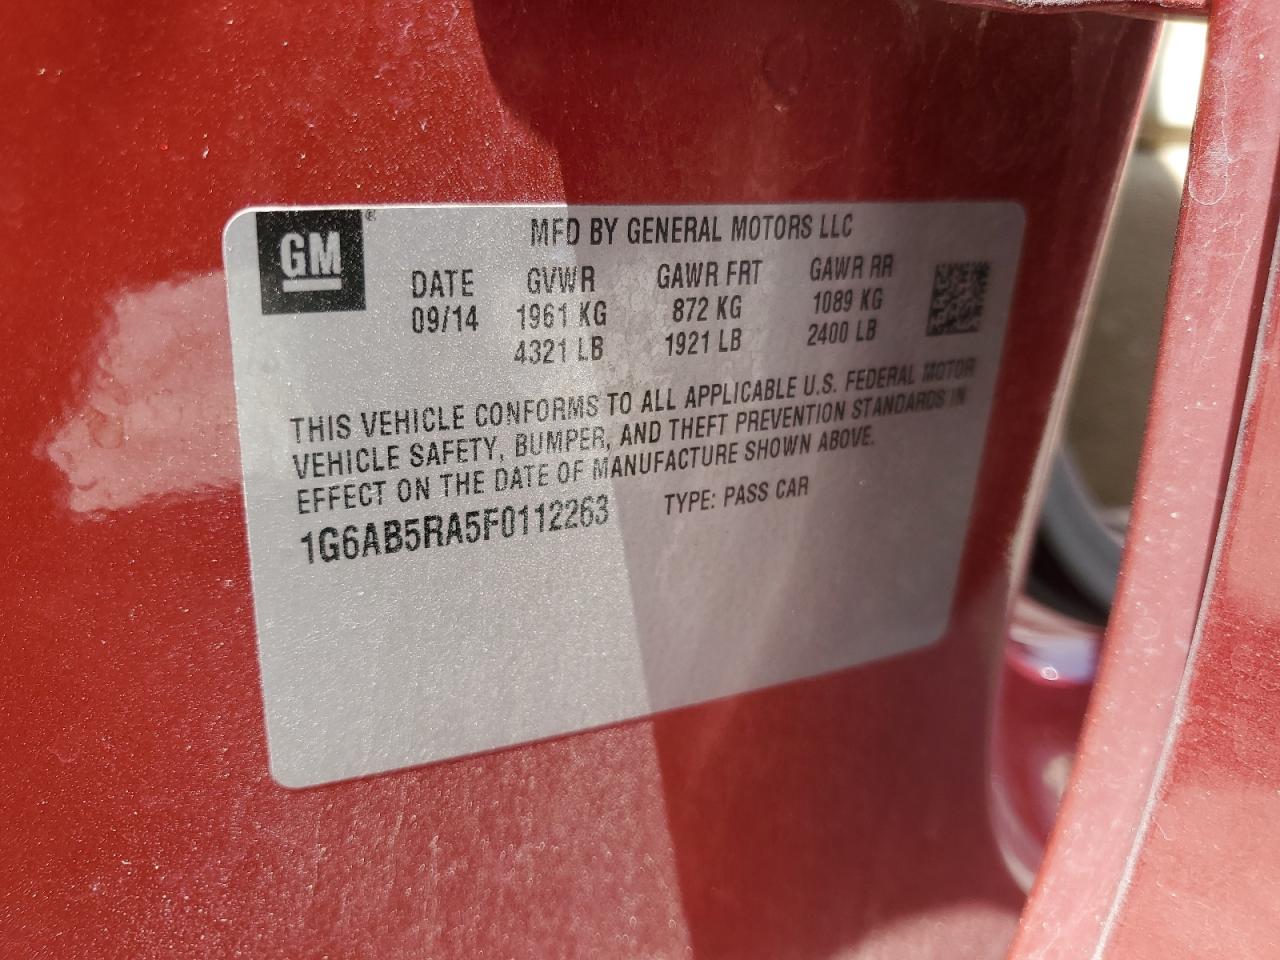 GM®
MFD BY GENERAL MOTORS LLC
DATE GVWR GAWR FRT GAWR RR
09/14 1961 KG 872 KG 1089 KG
4321 LB 1921 LB 2400 LB
THIS VEHICLE CONFORMS TO ALL APPLICABLE U.S. FEDERAL MOTOR
VEHICLE SAFETY, BUMPER, AND THEFT PREVENTION STANDARDS IN
EFFECT ON THE DATE OF MANUFACTURE SHOWN ABOVE.
1G6AB5RA5F0112263 TYPE: PASS CAR